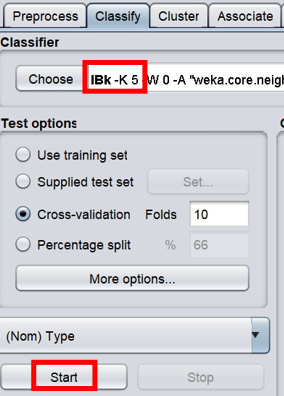 Preprocess Classify Cluster Associate
Classifier
Choose IBk -K 5 -W 0 -A "weka.core.neigh
Test options
Use training set
Supplied test set Set...
Cross-validation Folds 10
Percentage split % 66
More options...
(Nom) Type
Start Stop